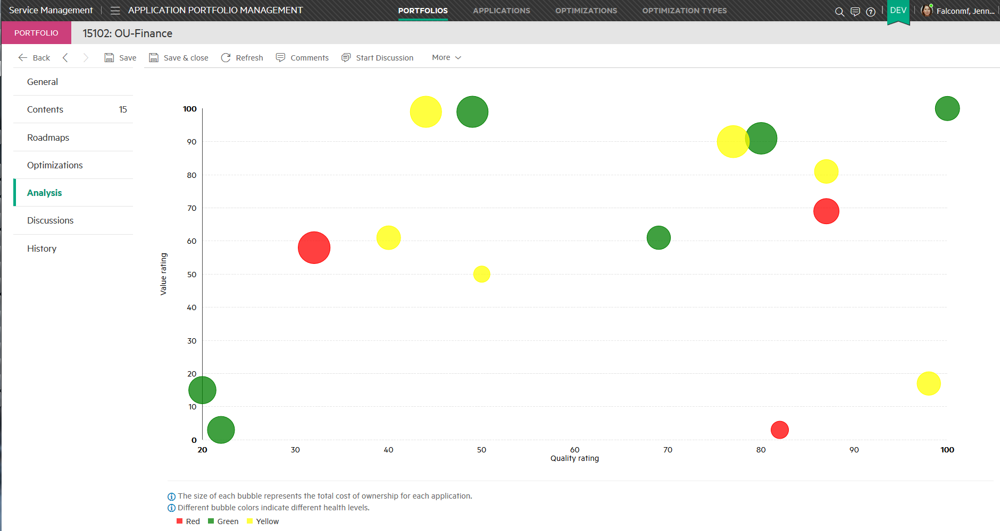 Service Management
APPLICATION PORTFOLIO MANAGEMENT
PORTFOLIOS
APPLICATIONS
OPTIMIZATIONS
OPTIMIZATION TYPES
DEV
Falconmf, Jenn...
PORTFOLIO
15102: OU-Finance
Back
Save
Save & close
Refresh
Comments
Start Discussion
More
General
Contents 15
Roadmaps
Optimizations
Analysis
Discussions
History
Value rating
100
90
80
70
60
50
40
30
20
10
0
20 30 40 50 60 70 80 90 100
Quality rating
The size of each bubble represents the total cost of ownership for each application.
Different bubble colors indicate different health levels.
Red Green Yellow